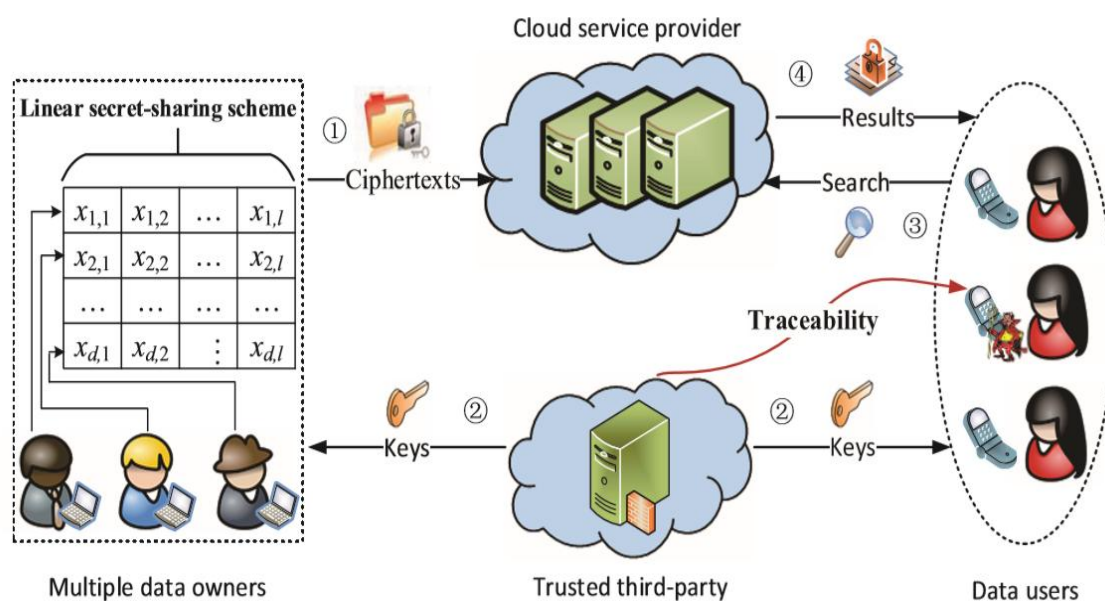 Cloud service provider
Linear secret-sharing scheme
①
Ciphertexts
④
Results
Search
③
x1,1 x1,2 … x1,l
x2,1 x2,2 … x2,l
… … … …
xd,1 xd,2 ⋮ xd,l
Traceability
②
Keys
②
Keys
Multiple data owners
Trusted third-party
Data users